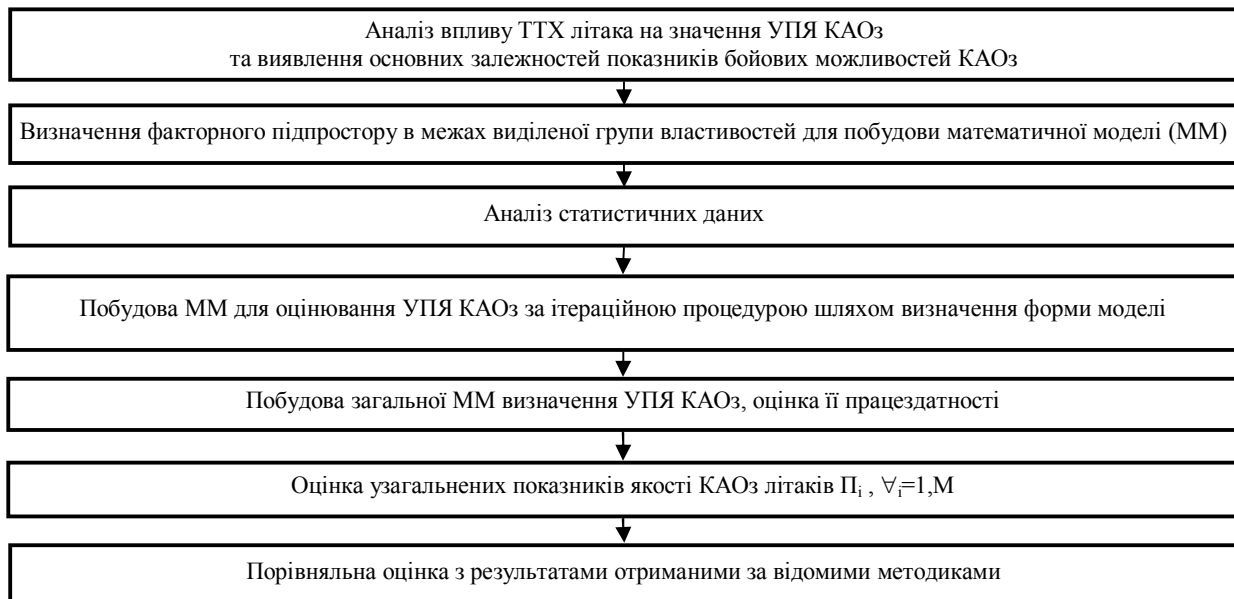 Аналіз впливу ТТХ літака на значення УПЯ КАОз
та виявлення основних залежностей показників бойових можливостей КАОз
Визначення факторного підпростору в межах виділеної групи властивостей для побудови математичної моделі (ММ)
Аналіз статистичних даних
Побудова ММ для оцінювання УПЯ КАОз за ітераційною процедурою шляхом визначення форми моделі
Побудова загальної ММ визначення УПЯ КАОз, оцінка її працездатності
Оцінка узагальнених показників якості КАОз літаків Пᵢ , ∀ᵢ=1,М
Порівняльна оцінка з результатами отриманими за відомими методиками